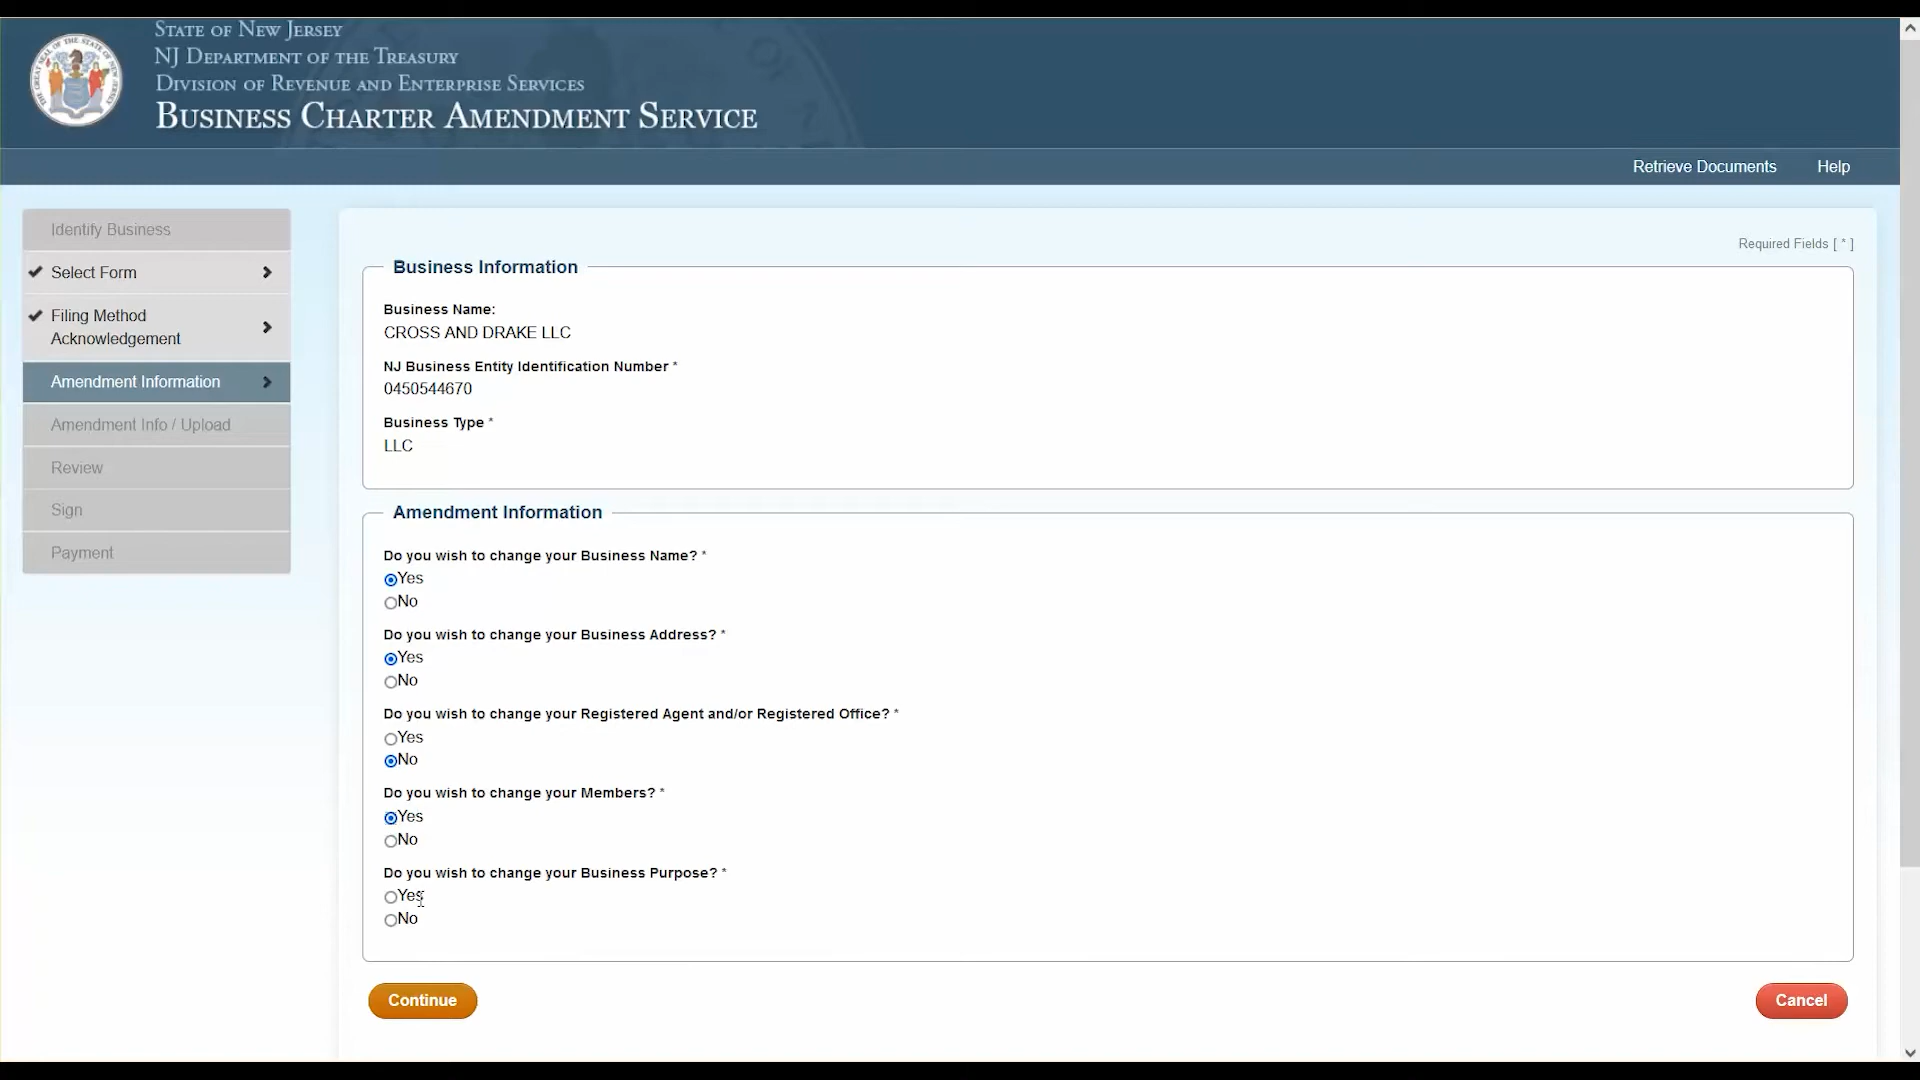 STATE OF NEW JERSEY
NJ DEPARTMENT OF THE TREASURY
DIVISION OF REVENUE AND ENTERPRISE SERVICES
BUSINESS CHARTER AMENDMENT SERVICE
Retrieve Documents Help
Identify Business
Select Form
Filing Method
Acknowledgement
Amendment Information
Amendment Info / Upload
Review
Sign
Payment
Required Fields [ * ]
Business Information
Business Name:
CROSS AND DRAKE LLC
NJ Business Entity Identification Number *
0450544670
Business Type *
LLC
Amendment Information
Do you wish to change your Business Name? *
Yes
No
Do you wish to change your Business Address? *
Yes
No
Do you wish to change your Registered Agent and/or Registered Office? *
Yes
No
Do you wish to change your Members? *
Yes
No
Do you wish to change your Business Purpose? *
Yes
No
Continue
Cancel